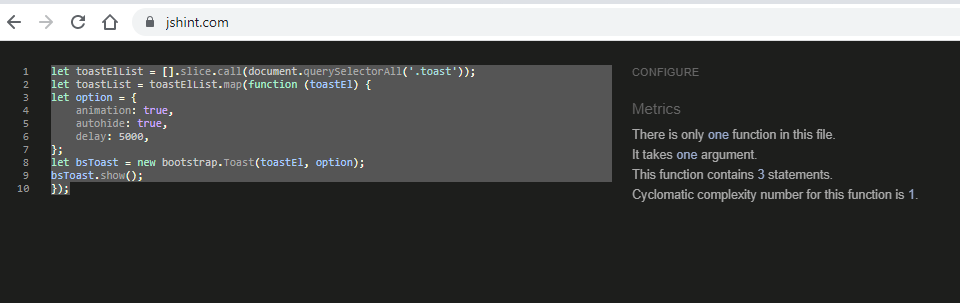 jshint.com
1 let toastElList = [].slice.call(document.querySelectorAll('.toast'));
2 let toastList = toastElList.map(function (toastEl) {
3 let option = {
4     animation: true,
5     autohide: true,
6     delay: 5000,
7 };
8 let bsToast = new bootstrap.Toast(toastEl, option);
9 bsToast.show();
10 });
CONFIGURE
Metrics
There is only one function in this file.
It takes one argument.
This function contains 3 statements.
Cyclomatic complexity number for this function is 1.